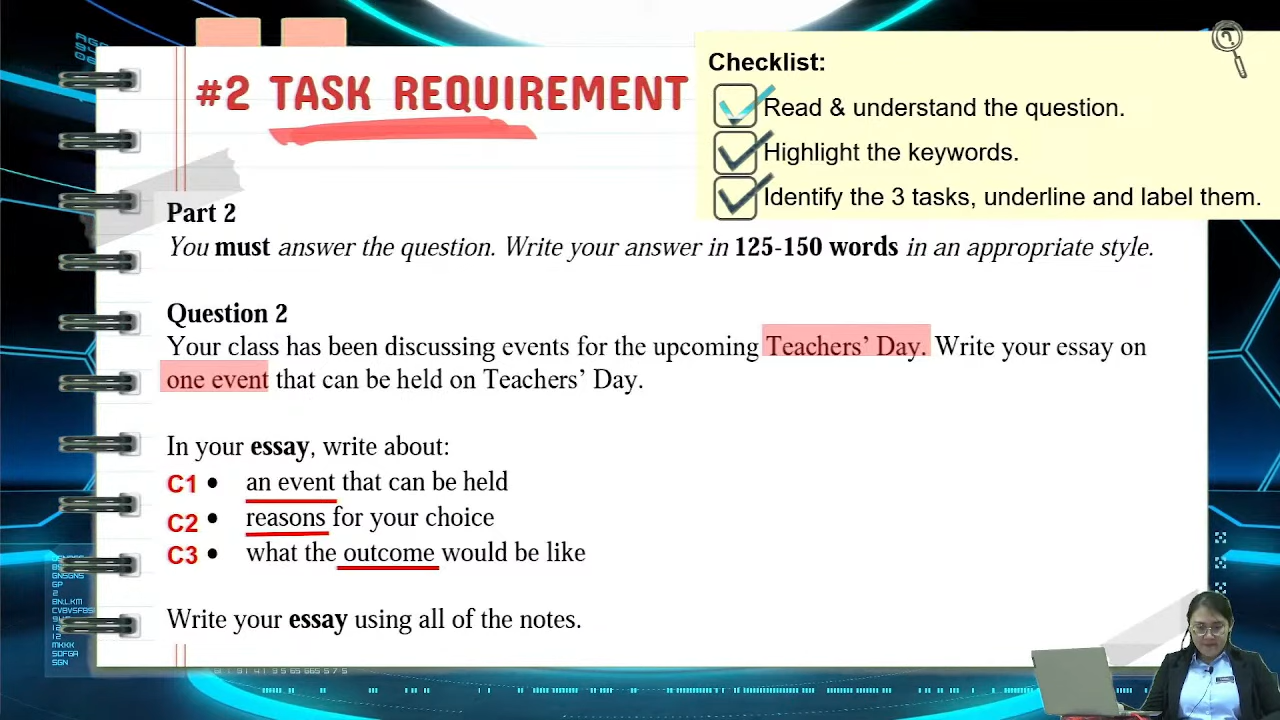 #2 TASK REQUIREMENT
Checklist:
Read & understand the question.
Highlight the keywords.
Identify the 3 tasks, underline and label them.
Part 2
You must answer the question. Write your answer in 125-150 words in an appropriate style.
Question 2
Your class has been discussing events for the upcoming Teachers’ Day. Write your essay on
one event that can be held on Teachers’ Day.
In your essay, write about:
C1 • an event that can be held
C2 • reasons for your choice
C3 • what the outcome would be like
Write your essay using all of the notes.